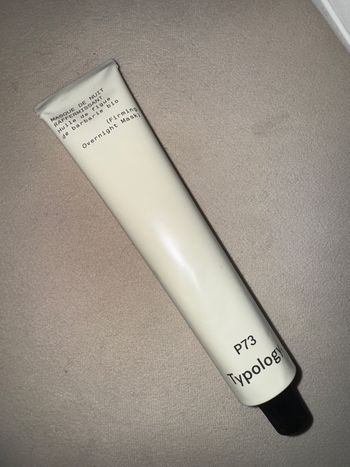 MASQUE DE NUIT
RAFFERMISSANT
Huile de figue
de barbarie bio
(Firming
Overnight Mask)
P73
Typology